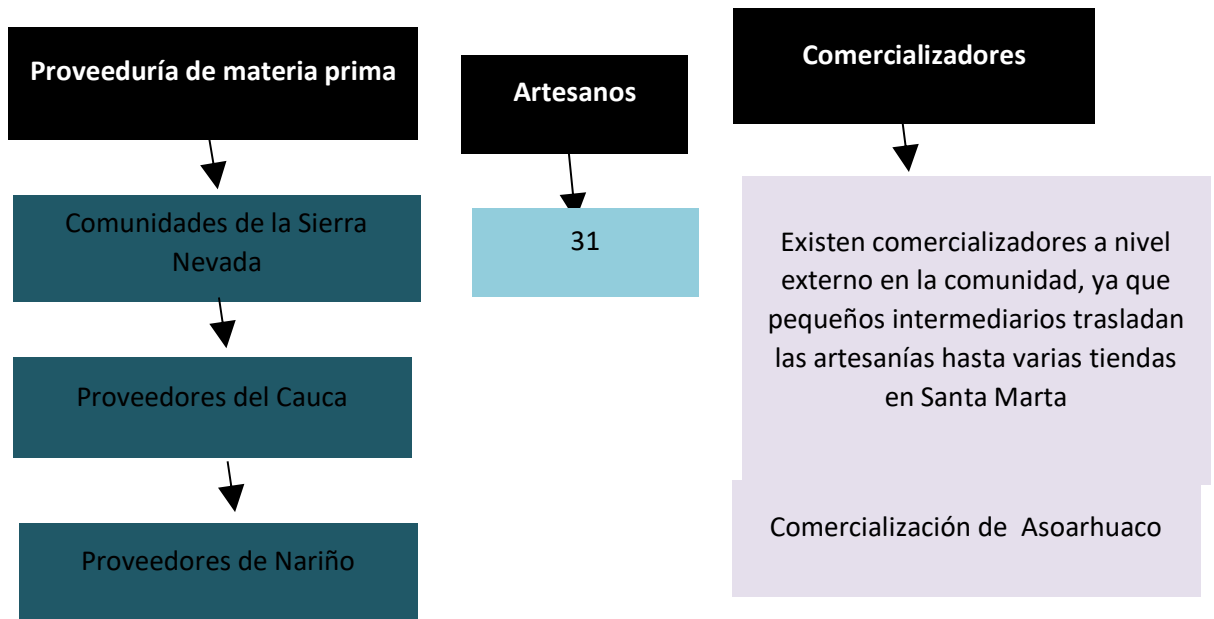 Proveeduría de materia prima
Comunidades de la Sierra
Nevada
Proveedores del Cauca
Proveedores de Nariño
Artesanos
31
Comercializadores
Existen comercializadores a nivel
externo en la comunidad, ya que
pequeños intermediarios trasladan
las artesanías hasta varias tiendas
en Santa Marta
Comercialización de Asoarhuaco